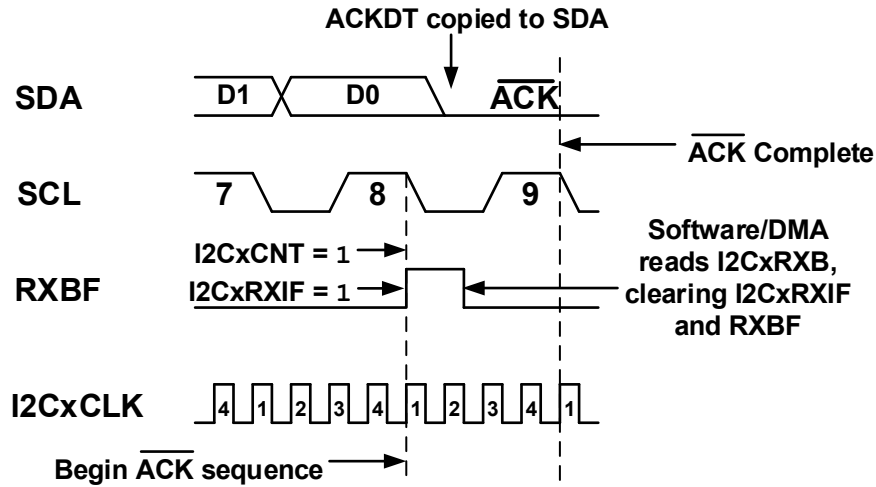 ACKDT copied to SDA
SDA
D1
D0
ACK
ACK Complete
SCL
7
8
9
I2CxCNT = 1
Software/DMA
reads I2CxRXB,
clearing I2CxRXIF
and RXBF
RXBF
I2CxRXIF = 1
I2CxCLK
4 1 2 3 4 1 2 3 4 1
Begin ACK sequence